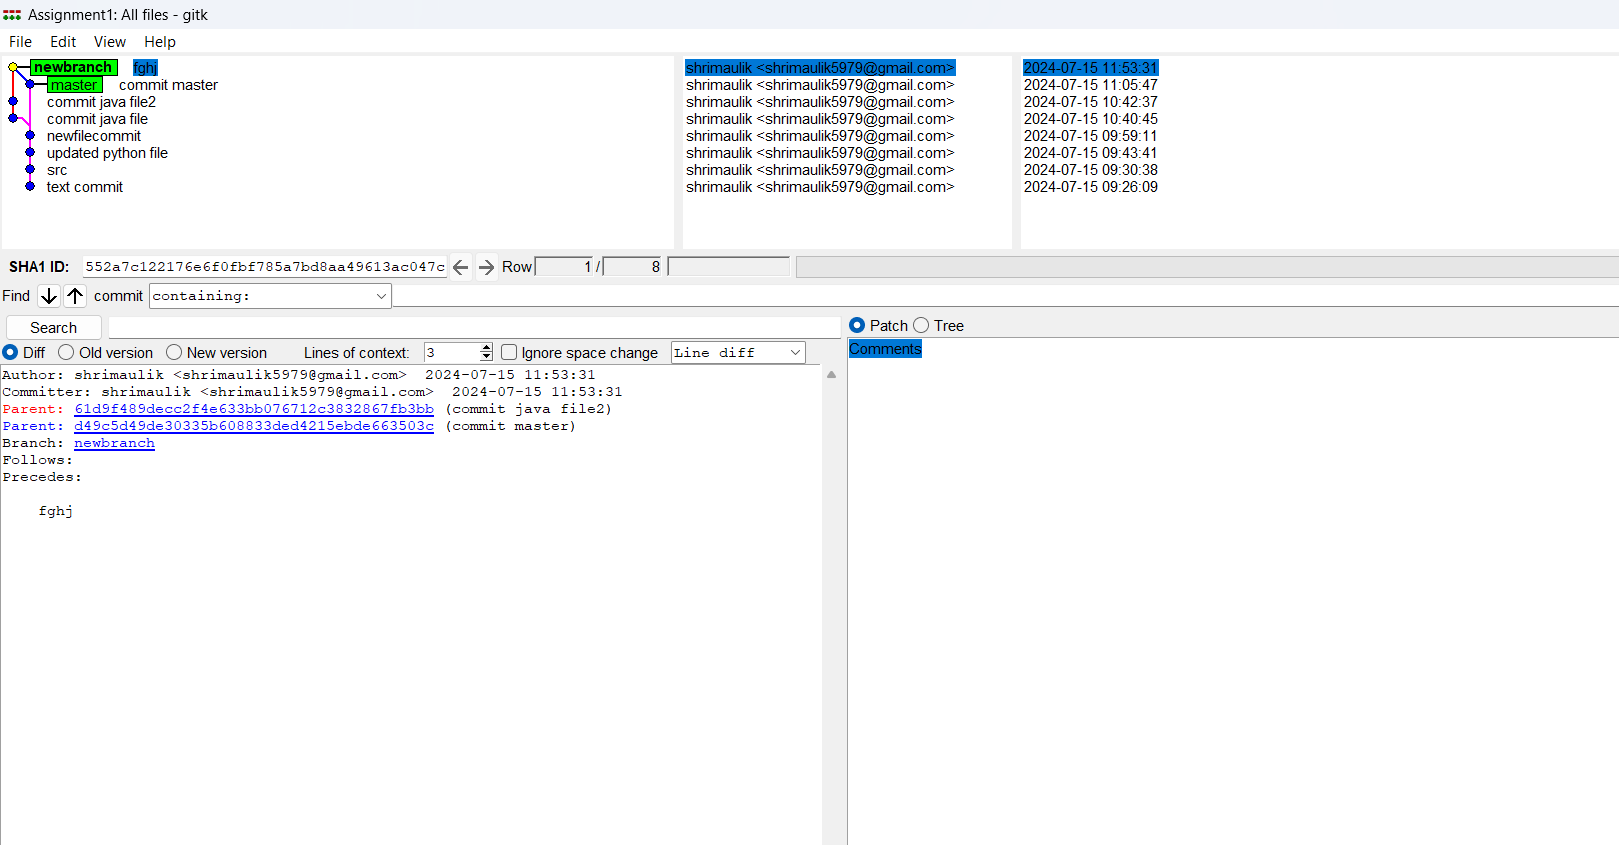 Assignment1: All files - gitk
File Edit View Help
newbranch fghj shrimaulik <shrimaulik5979@gmail.com> 2024-07-15 11:53:31
master commit master shrimaulik <shrimaulik5979@gmail.com> 2024-07-15 11:05:47
commit java file2 shrimaulik <shrimaulik5979@gmail.com> 2024-07-15 10:42:37
commit java file shrimaulik <shrimaulik5979@gmail.com> 2024-07-15 10:40:45
newfilecommit shrimaulik <shrimaulik5979@gmail.com> 2024-07-15 09:59:11
updated python file shrimaulik <shrimaulik5979@gmail.com> 2024-07-15 09:43:41
src shrimaulik <shrimaulik5979@gmail.com> 2024-07-15 09:30:38
text commit shrimaulik <shrimaulik5979@gmail.com> 2024-07-15 09:26:09
SHA1 ID: 552a7c122176e6f0fbf785a7bd8aa49613ac047c Row 1 / 8
Find commit containing:
Search
Patch Tree
Diff Old version New version Lines of context: 3 Ignore space change Line diff
Comments
Author: shrimaulik <shrimaulik5979@gmail.com> 2024-07-15 11:53:31
Committer: shrimaulik <shrimaulik5979@gmail.com> 2024-07-15 11:53:31
Parent: 61d9f489decc2f4e633bb076712c3832867fb3bb (commit java file2)
Parent: d49c5d49de30335b608833ded4215ebde663503c (commit master)
Branch: newbranch
Follows:
Precedes:
fghj